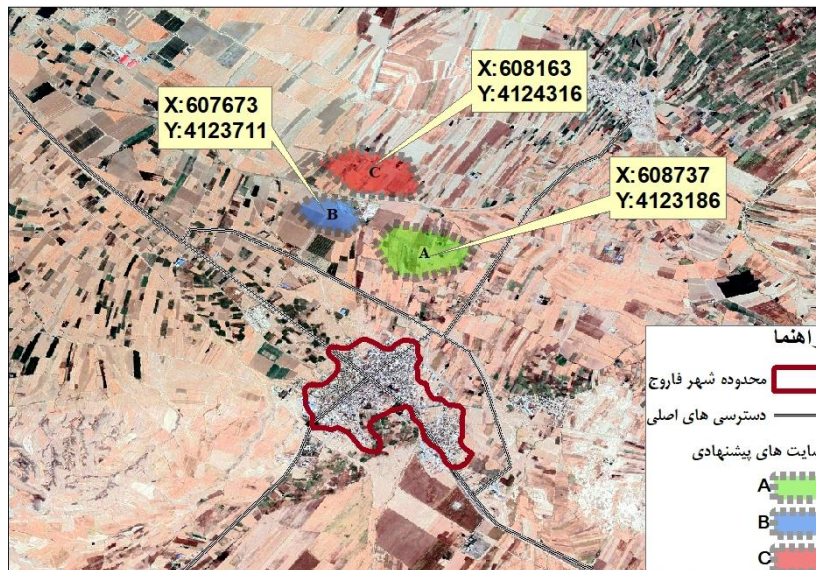 X:608163
Y:4124316
X:607673
Y:4123711
X:608737
Y:4123186
C
B
A
راهنما
محدوده شهر فاروج
دسترسی های اصلی
سایت های پیشنهادی
A
B
C